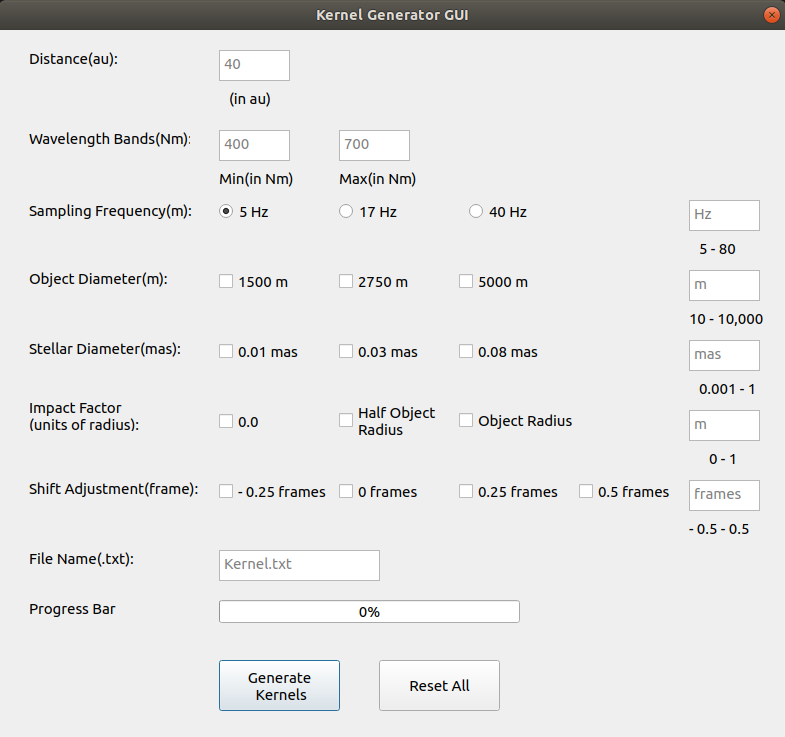 Kernel Generator GUI
Distance(au):
40
(in au)
Wavelength Bands(Nm):
400
700
Min(in Nm)
Max(in Nm)
Sampling Frequency(m):
5 Hz
17 Hz
40 Hz
Hz
5 - 80
Object Diameter(m):
1500 m
2750 m
5000 m
m
10 - 10,000
Stellar Diameter(mas):
0.01 mas
0.03 mas
0.08 mas
mas
0.001 - 1
Impact Factor
(units of radius):
0.0
Half Object
Radius
Object Radius
m
0 - 1
Shift Adjustment(frame):
- 0.25 frames
0 frames
0.25 frames
0.5 frames
frames
- 0.5 - 0.5
File Name(.txt):
Kernel.txt
Progress Bar
0%
Generate
Kernels
Reset All